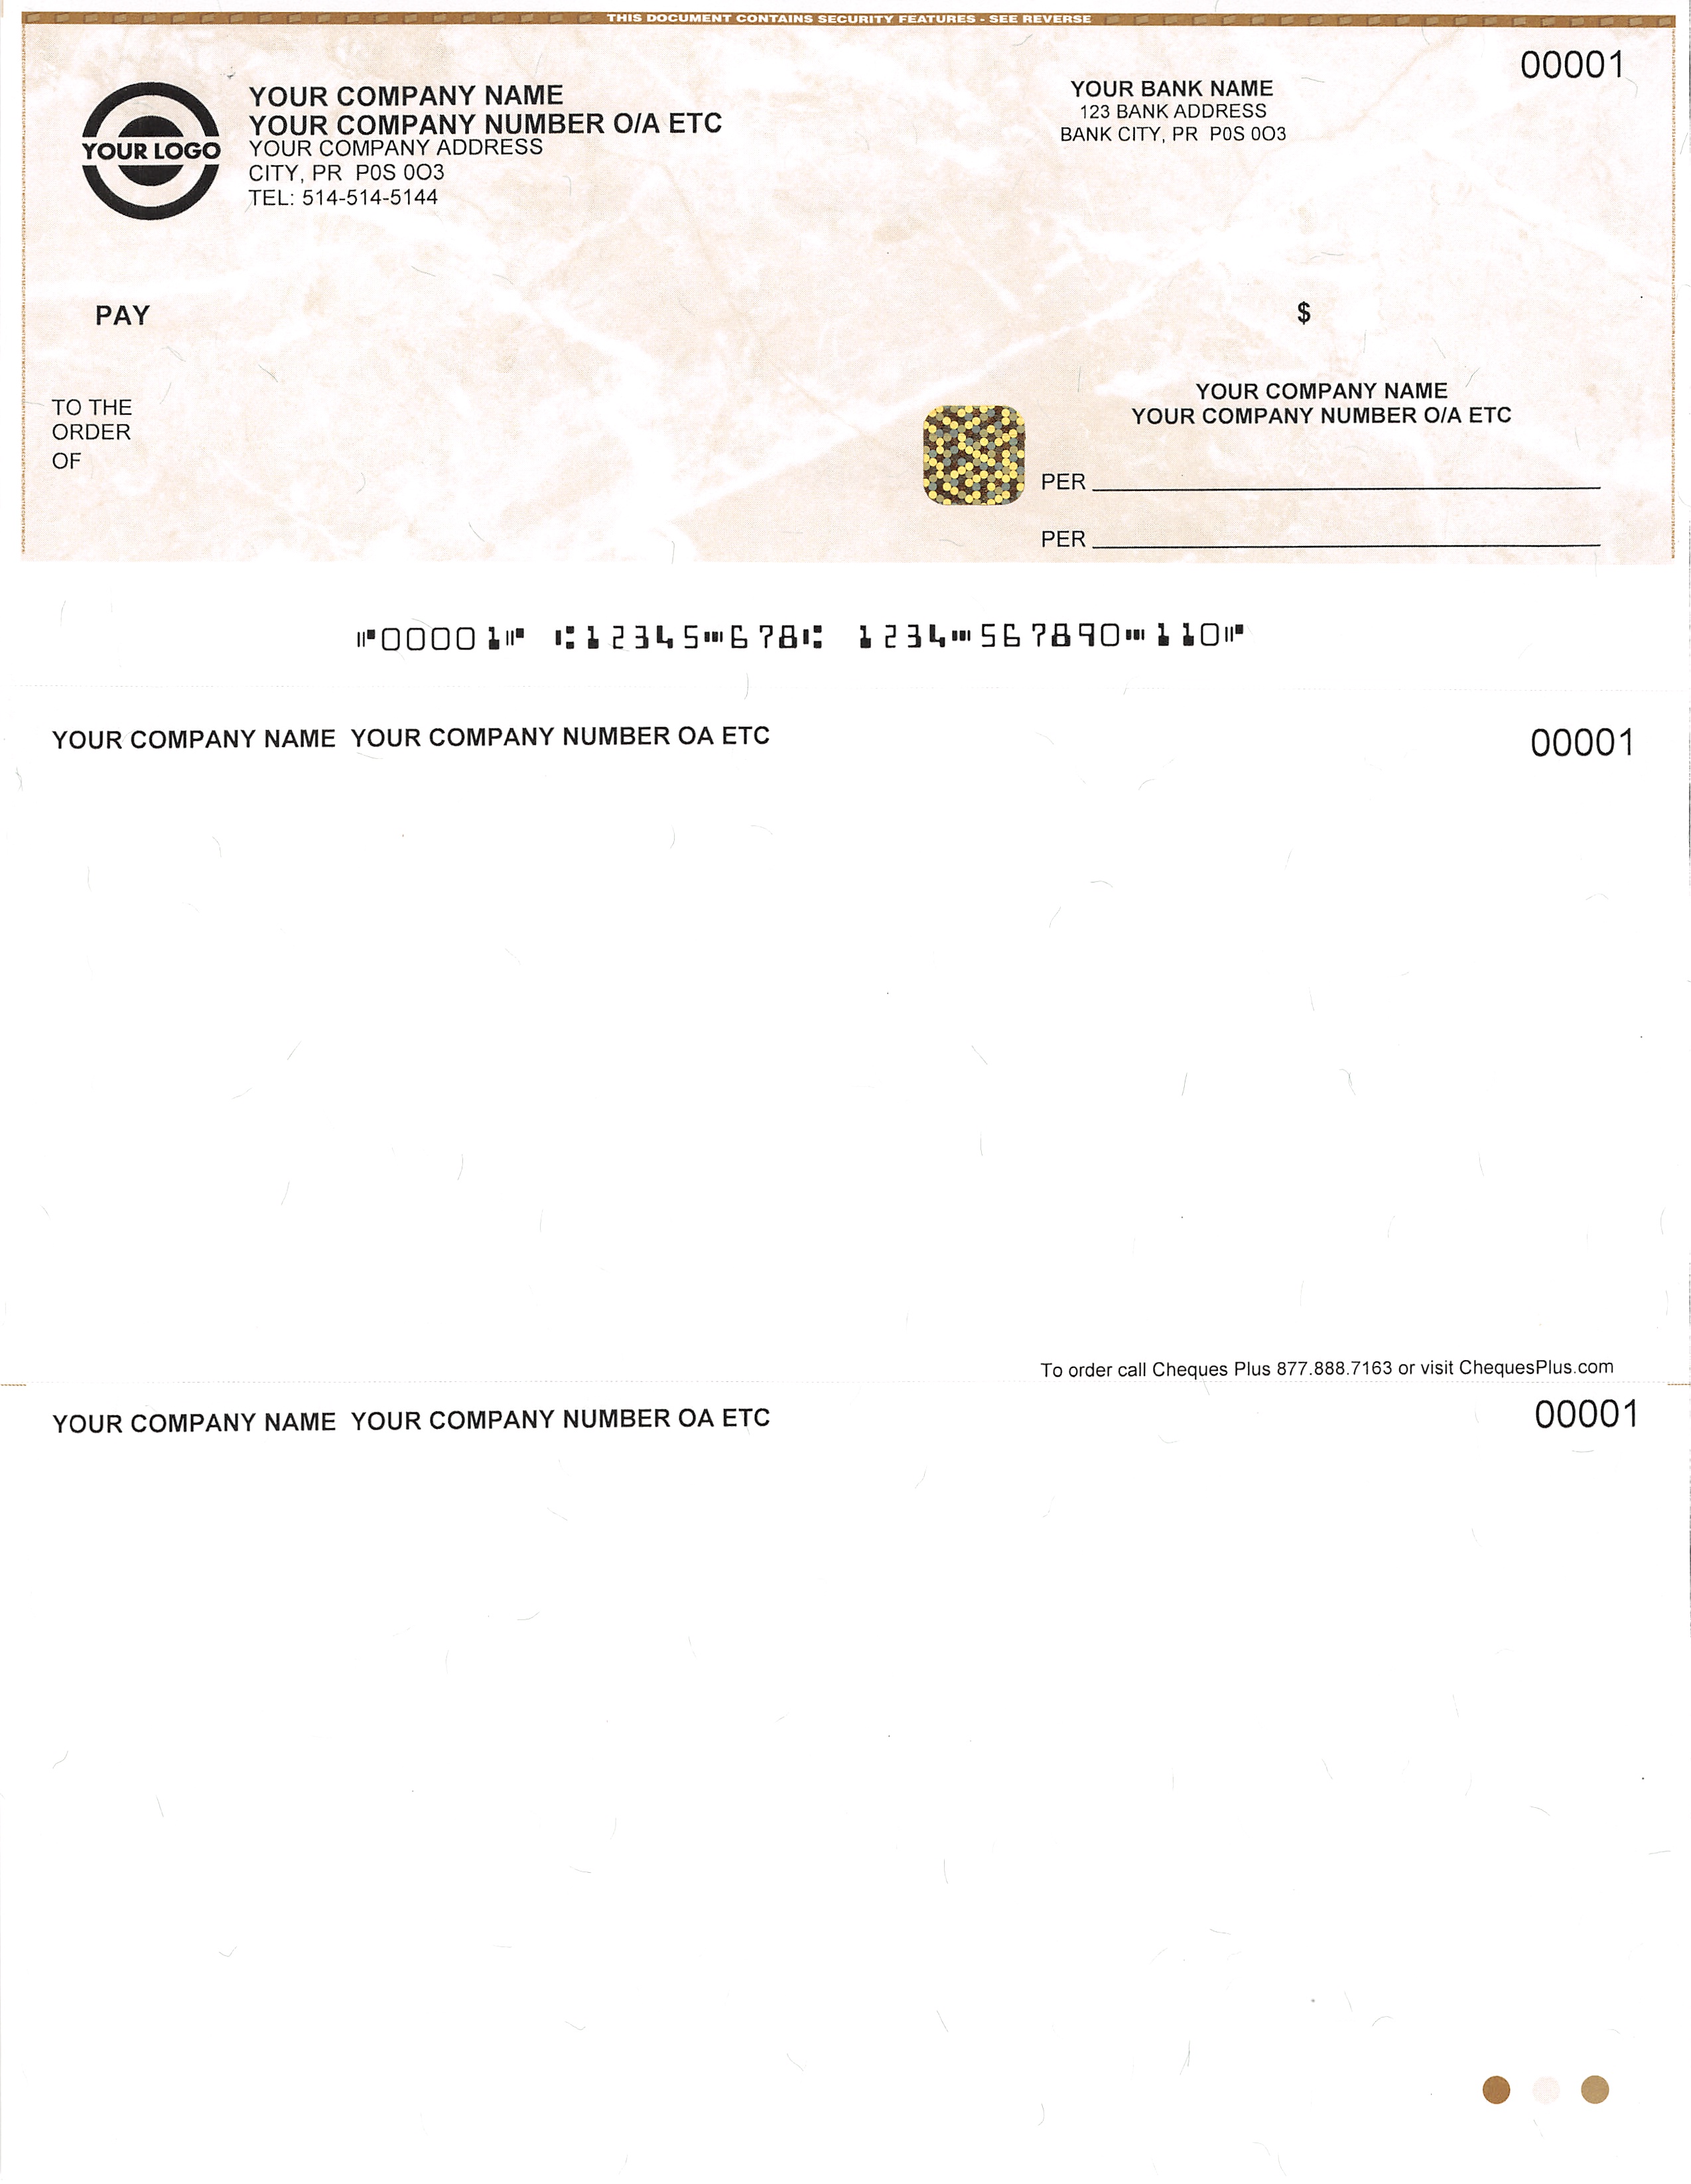 THIS DOCUMENT CONTAINS SECURITY FEATURES - SEE REVERSE
00001
YOUR LOGO
YOUR COMPANY NAME
YOUR COMPANY NUMBER O/A ETC
YOUR COMPANY ADDRESS
CITY, PR P0S 0O3
TEL: 514-514-5144
YOUR BANK NAME
123 BANK ADDRESS
BANK CITY, PR P0S 0O3
PAY
$
TO THE
ORDER
OF
YOUR COMPANY NAME
YOUR COMPANY NUMBER O/A ETC
PER
PER
⑈00001⑈ ⑆12345⑉678⑆ 1234⑉567890⑉110⑈
YOUR COMPANY NAME YOUR COMPANY NUMBER OA ETC
00001
To order call Cheques Plus 877.888.7163 or visit ChequesPlus.com
YOUR COMPANY NAME YOUR COMPANY NUMBER OA ETC
00001